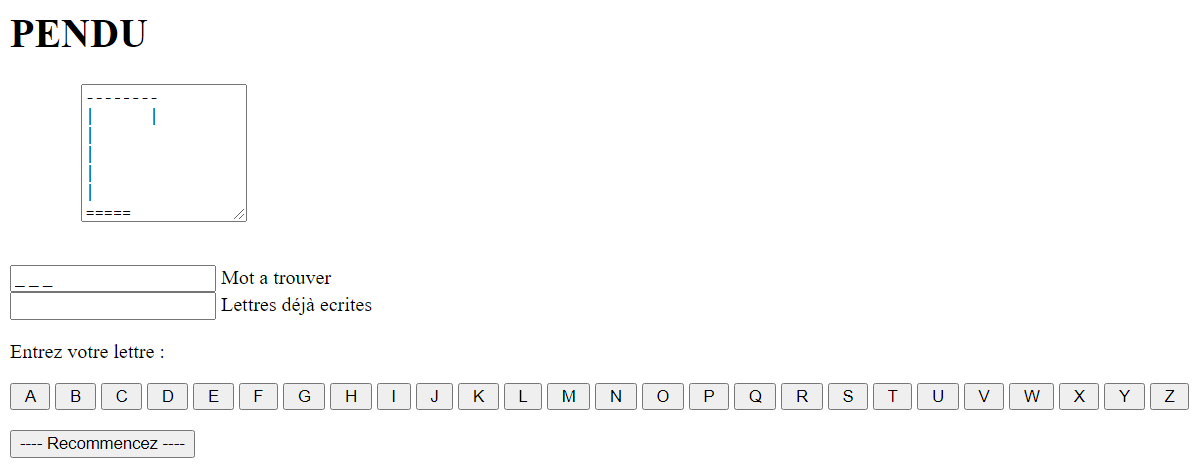 PENDU
--------
|        |
|
|
|
|
=====
_ _ _ Mot a trouver
Lettres déjà ecrites
Entrez votre lettre :
A B C D E F G H I J K L M N O P Q R S T U V W X Y Z
---- Recommencez ----